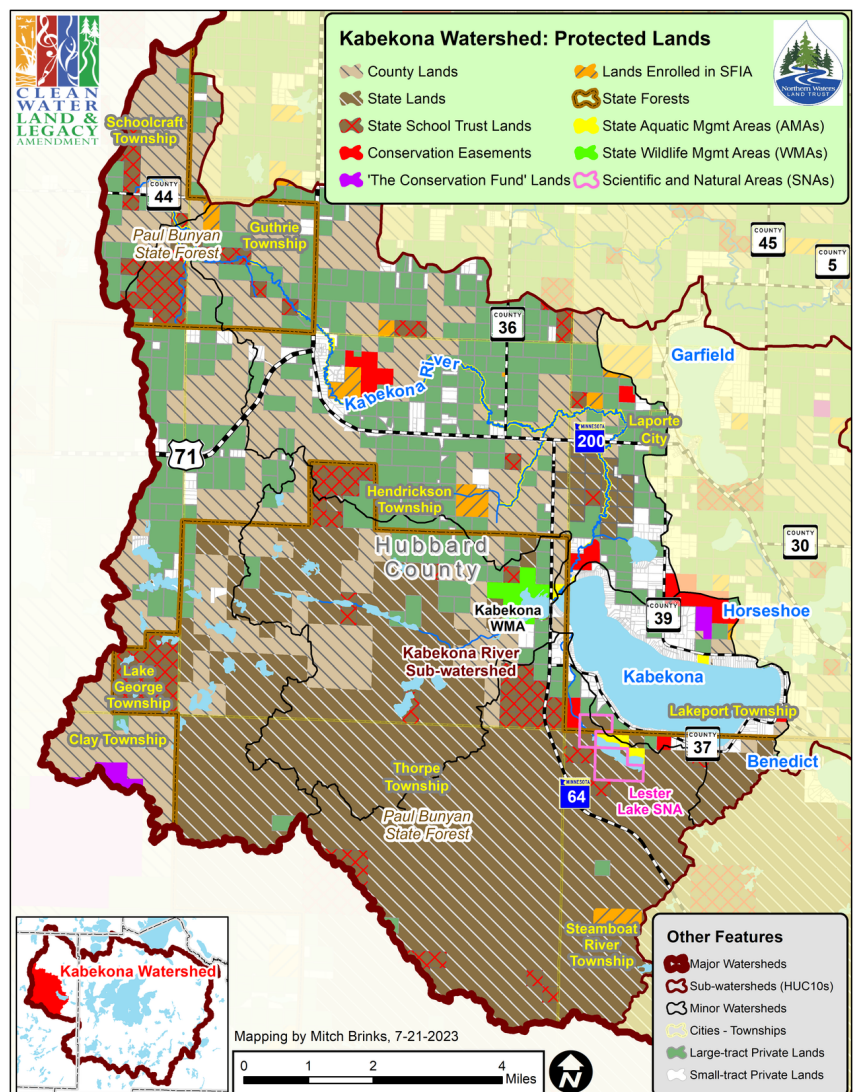 CLEAN
WATER
LAND &
LEGACY
AMENDMENT
Kabekona Watershed: Protected Lands
County Lands
State Lands
State School Trust Lands
Conservation Easements
'The Conservation Fund' Lands
Lands Enrolled in SFIA
State Forests
State Aquatic Mgmt Areas (AMAs)
State Wildlife Mgmt Areas (WMAs)
Scientific and Natural Areas (SNAs)
Northern Waters
LAND TRUST
Schoolcraft
Township
COUNTY
44
Paul Bunyan
State Forest
Guthrie
Township
COUNTY
45
COUNTY
5
COUNTY
36
Garfield
Kabekona River
71
MINNESOTA
200
Laporte
City
Hendrickson
Township
Hubbard
County
COUNTY
30
Kabekona
WMA
COUNTY
39
Horseshoe
Kabekona River
Sub-watershed
Kabekona
Lake
George
Township
Lakeport Township
Clay Township
COUNTY
37
Benedict
Thorpe
Township
MINNESOTA
64
Lester
Lake SNA
Paul Bunyan
State Forest
Steamboat
River
Township
Kabekona Watershed
Mapping by Mitch Brinks, 7-21-2023
0 1 2 4
Miles
N
Other Features
Major Watersheds
Sub-watersheds (HUC10s)
Minor Watersheds
Cities - Townships
Large-tract Private Lands
Small-tract Private Lands